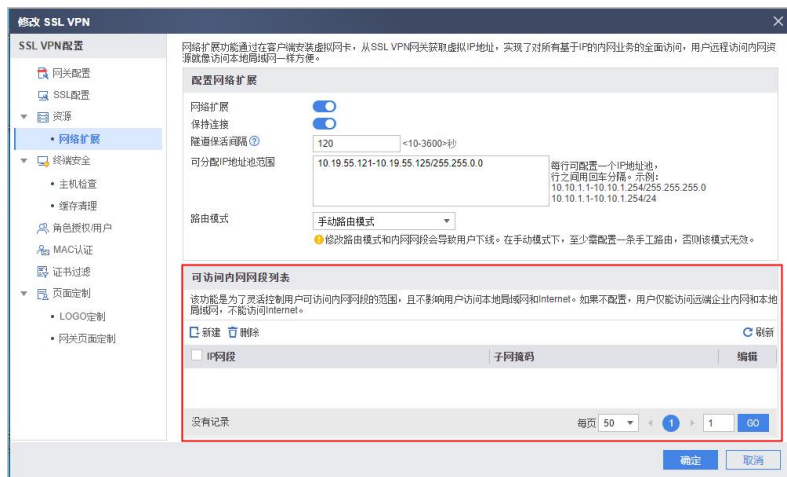 修改 SSL VPN
SSL VPN配置
网关配置
SSL配置
资源
网络扩展
终端安全
主机检查
缓存清理
角色授权/用户
MAC认证
证书过滤
页面定制
LOGO定制
网关页面定制
网络扩展功能通过在客户端安装虚拟网卡，从SSL VPN网关获取虚拟IP地址，实现了对所有基于IP的内网业务的全面访问，用户远程访问内网资
源就像访问本地局域网一样方便。
配置网络扩展
网络扩展
保持连接
隧道保活间隔 120 <10-3600>秒
可分配IP地址池范围 10.19.55.121-10.19.55.125/255.255.0.0
每行可配置一个IP地址池，
行之间用回车分隔。示例：
10.10.1.1-10.10.1.254/255.255.255.0
10.10.1.1-10.10.1.254/24
路由模式 手动路由模式
修改路由模式和内网网段会导致用户下线。在手动模式下，至少需配置一条手工路由，否则该模式无效。
可访问内网网段列表
该功能是为了灵活控制用户可访问内网网段的范围，且不影响用户访问本地局域网和Internet。如果不配置，用户仅能访问远端企业内网和本地
局域网，不能访问Internet。
新建 删除 刷新
IP网段 子网掩码 编辑
没有记录 每页 50 1 1 GO
确定 取消